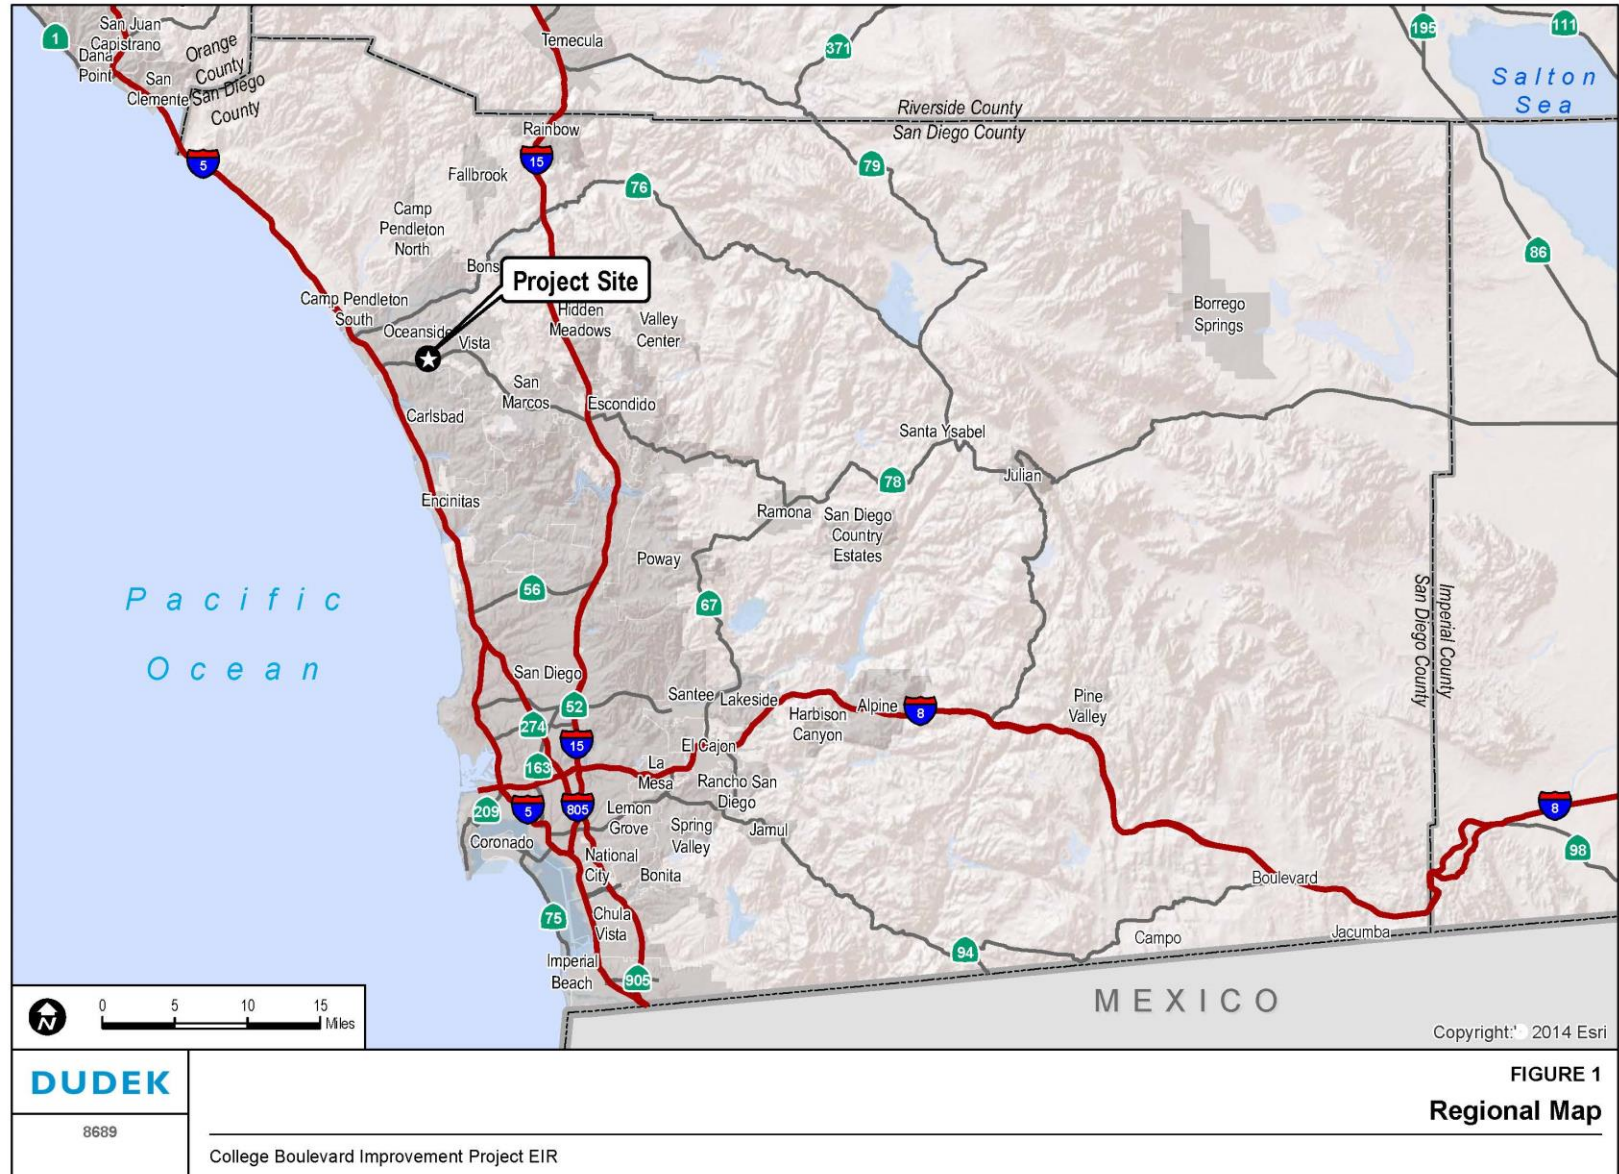 1
San Juan
Capistrano
Dana
Point
San
Clemente
Orange
County
San Diego
County
Temecula
371
195
111
Salton
Sea
Riverside County
San Diego County
Rainbow
5
15
Fallbrook
76
79
86
Camp
Pendleton
North
Bons
Project Site
Camp Pendleton
South
Oceanside
Vista
Hidden
Meadows
Valley
Center
Borrego
Springs
San
Marcos
Escondido
Carlsbad
Santa Ysabel
Julian
78
Encinitas
Ramona
San Diego
Country
Estates
Poway
Pacific
Ocean
56
67
Imperial County
San Diego County
San Diego
52
Santee
Lakeside
Harbison
Canyon
Alpine
8
Pine
Valley
274
15
163
El Cajon
La
Mesa
Rancho San
Diego
209
5
805
Lemon
Grove
Spring
Valley
Jamul
8
98
Coronado
National
City
Bonita
Boulevard
75
Chula
Vista
Campo
Jacumba
94
Imperial
Beach
905
MEXICO
N
0 5 10 15
Miles
Copyright: 2014 Esri
DUDEK
8689
FIGURE 1
Regional Map
College Boulevard Improvement Project EIR